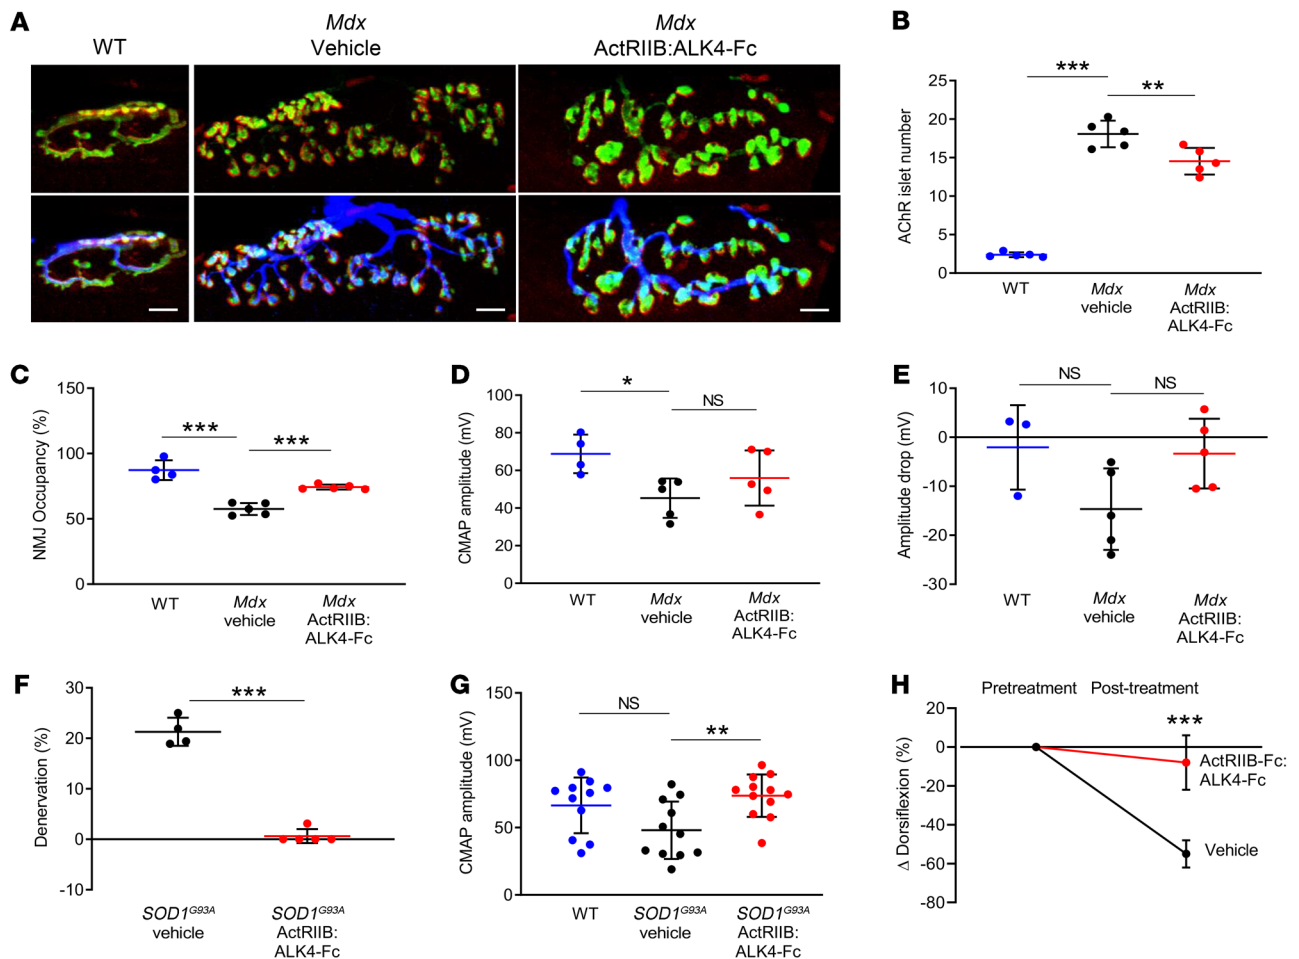 A
WT
Mdx
Vehicle
Mdx
ActRIIB:ALK4-Fc
B
AChR islet number
25
20
15
10
5
0
***
**
WT
Mdx
vehicle
Mdx
ActRIIB:
ALK4-Fc
C
NMJ Occupancy (%)
150
100
50
0
***
***
WT
Mdx
vehicle
Mdx
ActRIIB:
ALK4-Fc
D
CMAP amplitude (mV)
100
80
60
40
20
0
*
NS
WT
Mdx
vehicle
Mdx
ActRIIB:
ALK4-Fc
E
Amplitude drop (mV)
10
0
-10
-20
-30
NS
NS
WT
Mdx
vehicle
Mdx
ActRIIB:
ALK4-Fc
F
Denervation (%)
30
20
10
0
-10
***
SOD1G93A
vehicle
SOD1G93A
ActRIIB:
ALK4-Fc
G
CMAP amplitude (mV)
150
100
50
0
NS
**
WT
SOD1G93A
vehicle
SOD1G93A
ActRIIB:
ALK4-Fc
H
Pretreatment Post-treatment
Δ Dorsiflexion (%)
20
0
-20
-40
-60
-80
***
ActRIIB-Fc:
ALK4-Fc
Vehicle